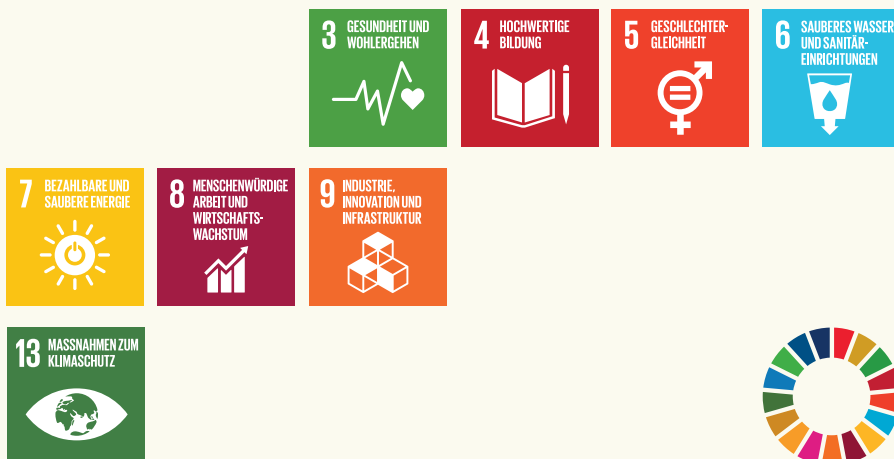 3 GESUNDHEIT UND
WOHLERGEHEN
4 HOCHWERTIGE
BILDUNG
5 GESCHLECHTER-
GLEICHHEIT
6 SAUBERES WASSER
UND SANITÄR-
EINRICHTUNGEN
7 BEZAHLBARE UND
SAUBERE ENERGIE
8 MENSCHENWÜRDIGE
ARBEIT UND
WIRTSCHAFTS-
WACHSTUM
9 INDUSTRIE,
INNOVATION UND
INFRASTRUKTUR
13 MASSNAHMEN ZUM
KLIMASCHUTZ